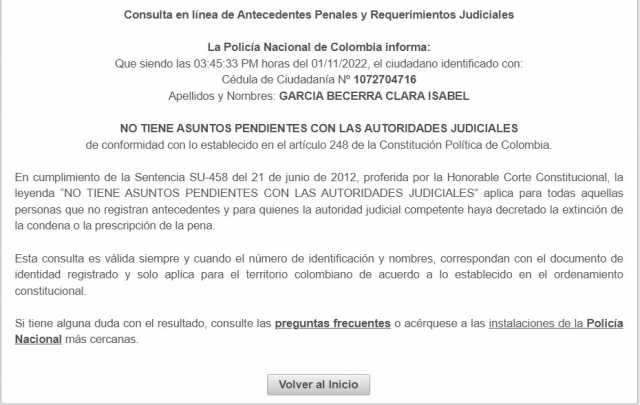 Consulta en línea de Antecedentes Penales y Requerimientos Judiciales
La Policía Nacional de Colombia informa:
Que siendo las 03:45:33 PM horas del 01/11/2022, el ciudadano identificado con:
Cédula de Ciudadanía Nº 1072704716
Apellidos y Nombres: GARCIA BECERRA CLARA ISABEL
NO TIENE ASUNTOS PENDIENTES CON LAS AUTORIDADES JUDICIALES
de conformidad con lo establecido en el artículo 248 de la Constitución Política de Colombia.
En cumplimiento de la Sentencia SU-458 del 21 de junio de 2012, proferida por la Honorable Corte Constitucional, la
leyenda “NO TIENE ASUNTOS PENDIENTES CON LAS AUTORIDADES JUDICIALES” aplica para todas aquellas
personas que no registran antecedentes y para quienes la autoridad judicial competente haya decretado la extinción de
la condena o la prescripción de la pena.
Esta consulta es válida siempre y cuando el número de identificación y nombres, correspondan con el documento de
identidad registrado y solo aplica para el territorio colombiano de acuerdo a lo establecido en el ordenamiento
constitucional.
Si tiene alguna duda con el resultado, consulte las preguntas frecuentes o acérquese a las instalaciones de la Policía
Nacional más cercanas.
Volver al Inicio